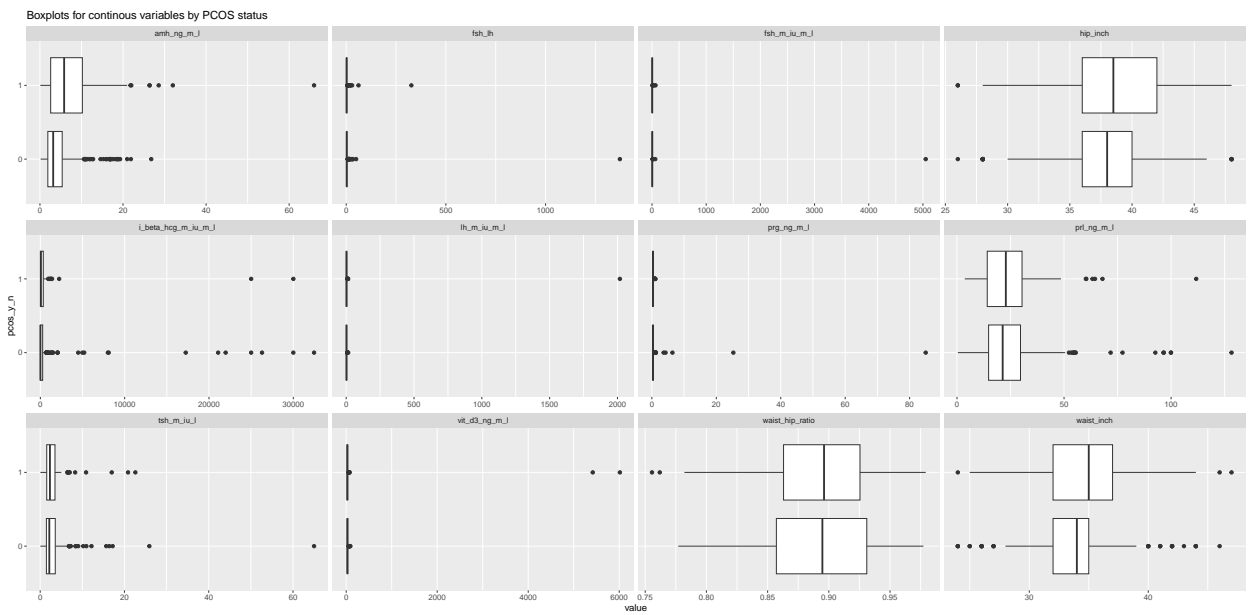 Boxplots for continous variables by PCOS status
amh_ng_m_l fsh_lh fsh_m_iu_m_l hip_inch
1
0
0 20 40 60 0 500 1000 0 1000 2000 3000 4000 5000 25 30 35 40 45
i_beta_hcg_m_iu_m_l lh_m_iu_m_l prg_ng_m_l prl_ng_m_l
1
0
0 10000 20000 30000 0 500 1000 1500 2000 0 20 40 60 80 0 50 100
pcos_y_n
tsh_m_iu_l vit_d3_ng_m_l waist_hip_ratio waist_inch
1
0
0 20 40 60 0 2000 4000 6000 0.75 0.80 0.85 0.90 0.95 30 40
value